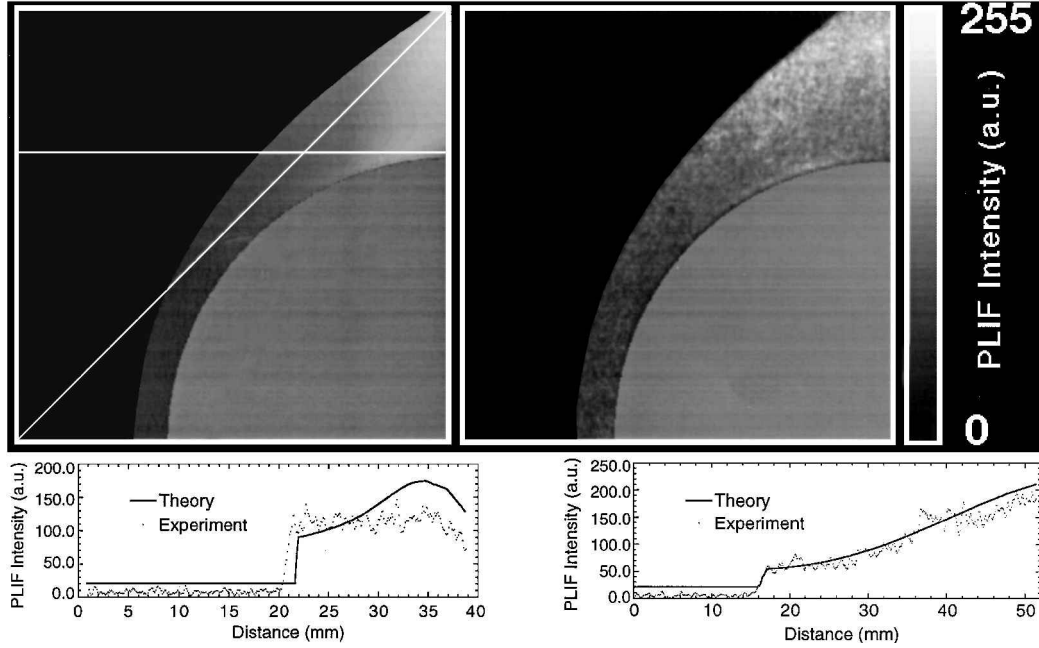 255
PLIF Intensity (a.u.)
0
PLIF Intensity (a.u.)
200.0
150.0
100.0
50.0
0.0
Theory
Experiment
0 5 10 15 20 25 30 35 40
Distance (mm)
PLIF Intensity (a.u.)
250.0
200.0
150.0
100.0
50.0
0.0
Theory
Experiment
0 10 20 30 40 50
Distance (mm)